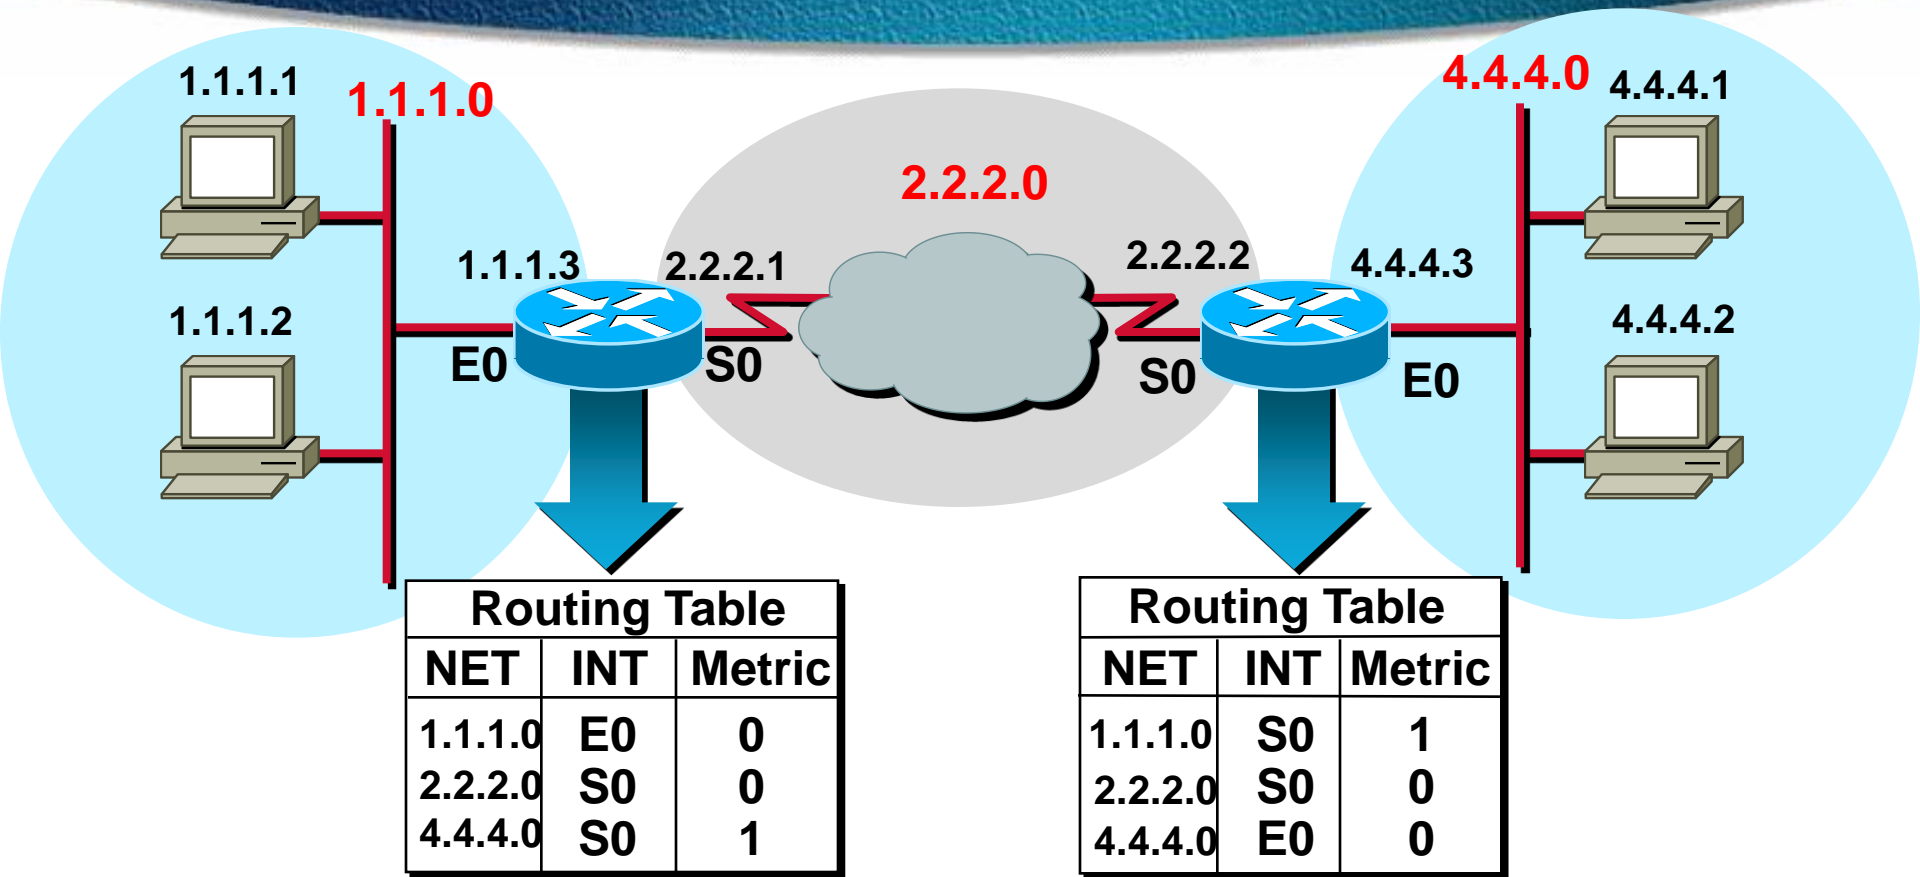 1.1.1.1
1.1.1.0
4.4.4.0
4.4.4.1
2.2.2.0
1.1.1.3
2.2.2.1
2.2.2.2
4.4.4.3
1.1.1.2
4.4.4.2
E0
S0
S0
E0
Routing Table
NET INT Metric
1.1.1.0 E0 0
2.2.2.0 S0 0
4.4.4.0 S0 1
Routing Table
NET INT Metric
1.1.1.0 S0 1
2.2.2.0 S0 0
4.4.4.0 E0 0